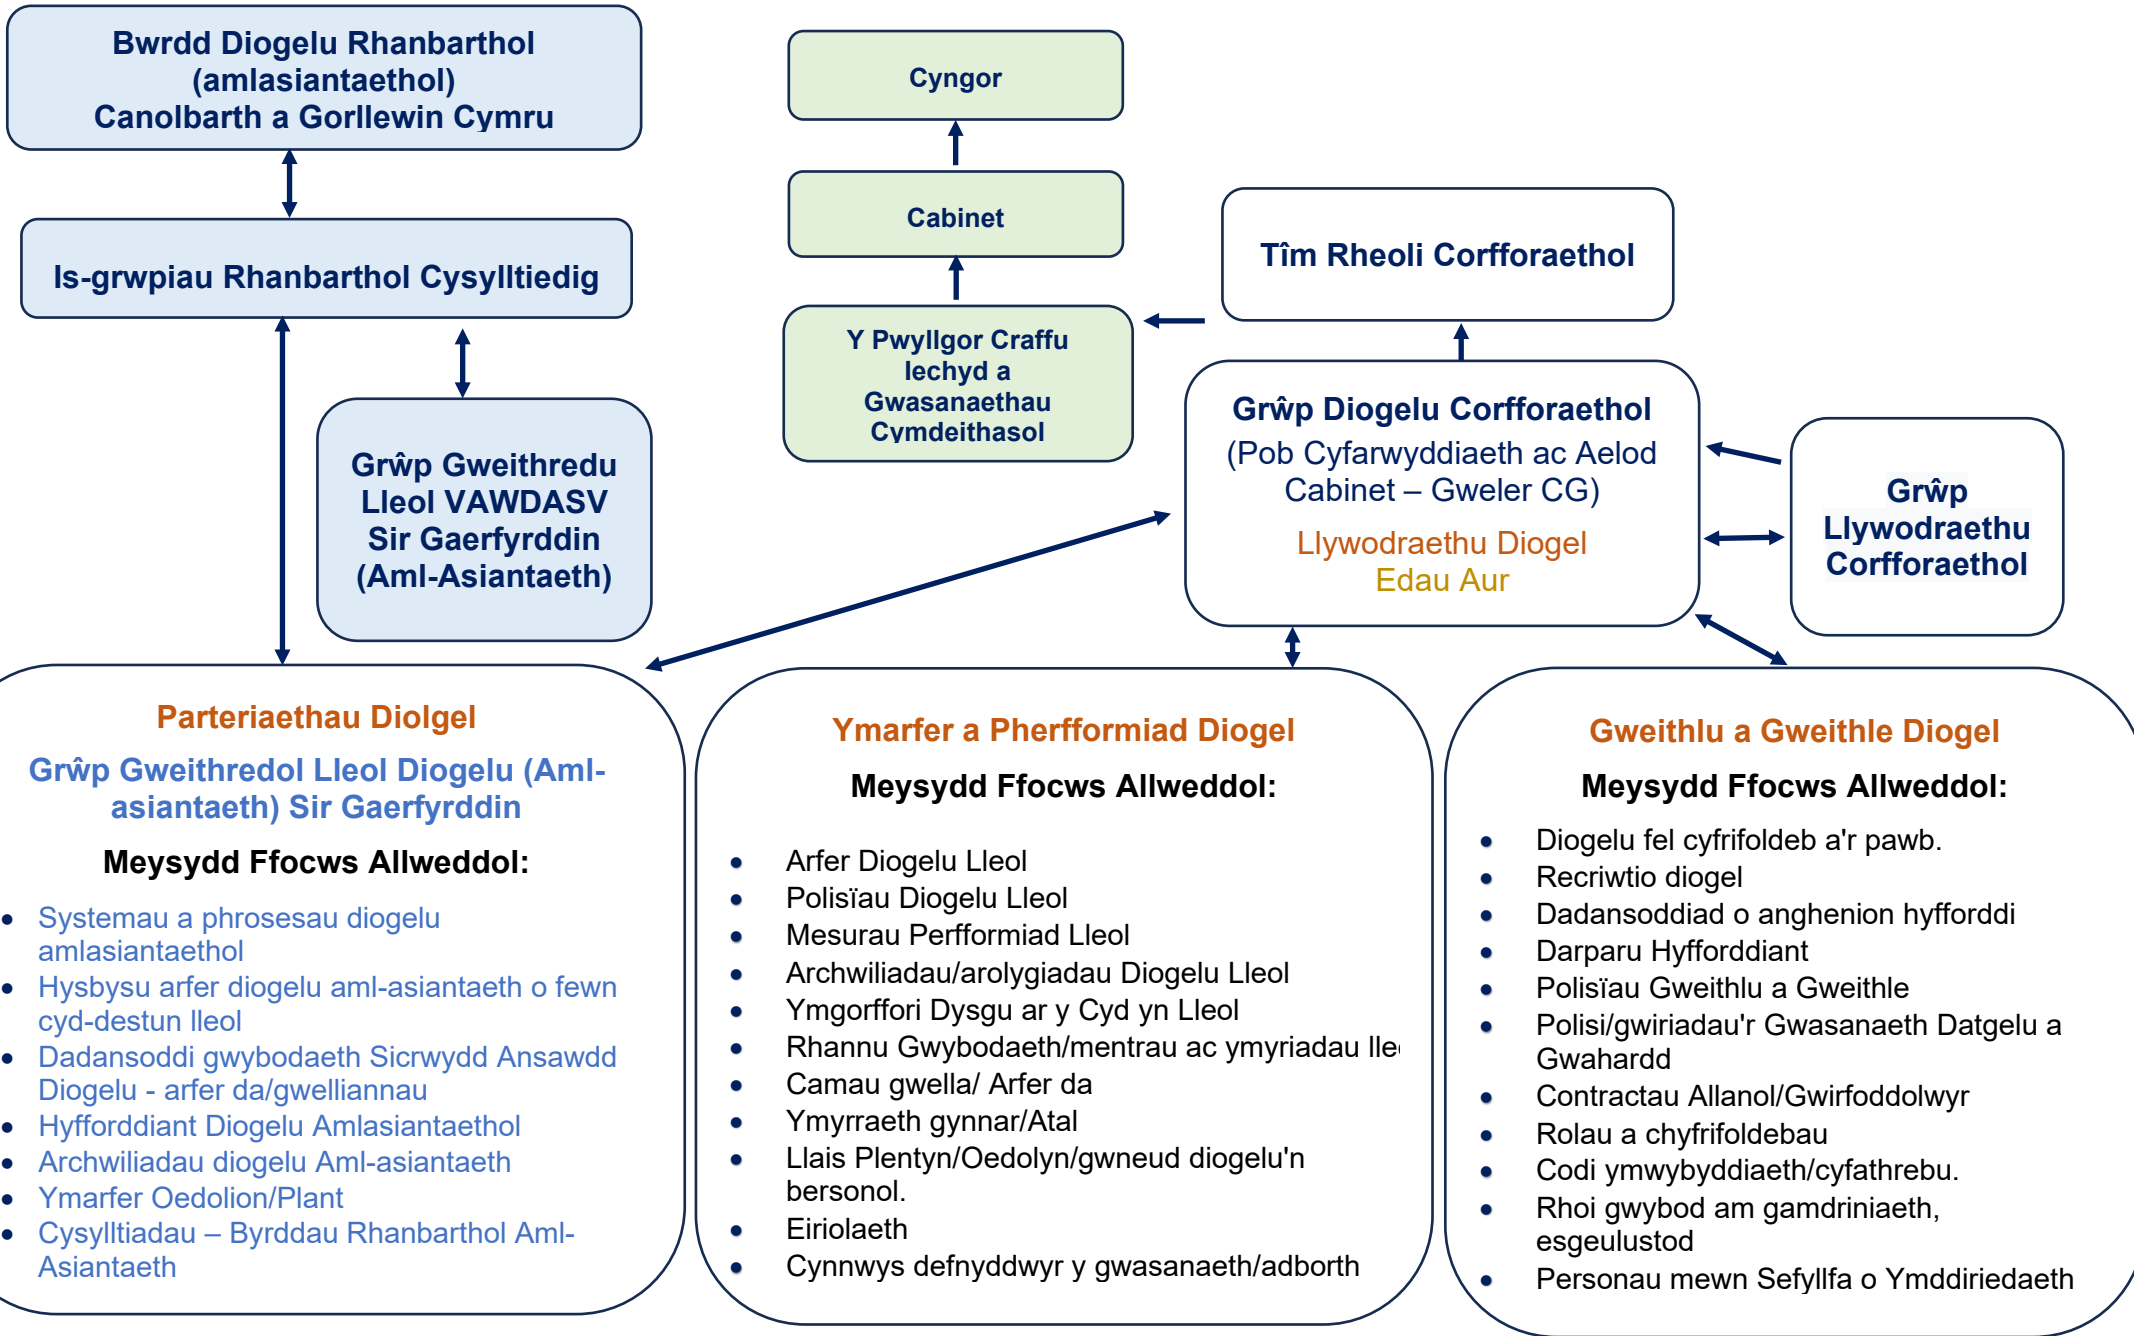 Bwrdd Diogelu Rhanbarthol
(amlasiantaethol)
Canolbarth a Gorllewin Cymru
Is-grwpiau Rhanbarthol Cysylltiedig
Grŵp Gweithredu
Lleol VAWDASV
Sir Gaerfyrddin
(Aml-Asiantaeth)
Cyngor
Cabinet
Y Pwyllgor Craffu
Iechyd a
Gwasanaethau
Cymdeithasol
Tîm Rheoli Corfforaethol
Grŵp Diogelu Corfforaethol
(Pob Cyfarwyddiaeth ac Aelod
Cabinet – Gweler CG)
Llywodraethu Diogel
Edau Aur
Grŵp
Llywodraethu
Corfforaethol
Parteriaethau Diolgel
Grŵp Gweithredol Lleol Diogelu (Aml-
asiantaeth) Sir Gaerfyrddin
Meysydd Ffocws Allweddol:
• Systemau a phrosesau diogelu
amlasiantaethol
• Hysbysu arfer diogelu aml-asiantaeth o fewn
cyd-destun lleol
• Dadansoddi gwybodaeth Sicrwydd Ansawdd
Diogelu - arfer da/gwelliannau
• Hyfforddiant Diogelu Amlasiantaethol
• Archwiliadau diogelu Aml-asiantaeth
• Ymarfer Oedolion/Plant
• Cysylltiadau – Byrddau Rhanbarthol Aml-
Asiantaeth
Ymarfer a Pherfformiad Diogel
Meysydd Ffocws Allweddol:
• Arfer Diogelu Lleol
• Polisïau Diogelu Lleol
• Mesurau Perfformiad Lleol
• Archwiliadau/arolygiadau Diogelu Lleol
• Ymgorffori Dysgu ar y Cyd yn Lleol
• Rhannu Gwybodaeth/mentrau ac ymyriadau
• Camau gwella/ Arfer da
• Ymyrraeth gynnar/Atal
• Llais Plentyn/Oedolyn/gwneud diogelu'n
bersonol.
• Eiriolaeth
• Cynnwys defnyddwyr y gwasanaeth/adborth
Gweithlu a Gweithle Diogel
Meysydd Ffocws Allweddol:
• Diogelu fel cyfrifoldeb a'r pawb.
• Recriwtio diogel
• Dadansoddiad o anghenion hyfforddi
• Darparu Hyfforddiant
• Polisïau Gweithlu a Gweithle
• Polisi/gwiriadau'r Gwasanaeth Datgelu a
Gwahardd
• Contractau Allanol/Gwirfoddolwyr
• Rolau a chyfrifoldebau
• Codi ymwybyddiaeth/cyfathrebu.
• Rhoi gwybod am gamdriniaeth,
esgeulustod
• Personau mewn Sefyllfa o Ymddiriedaeth